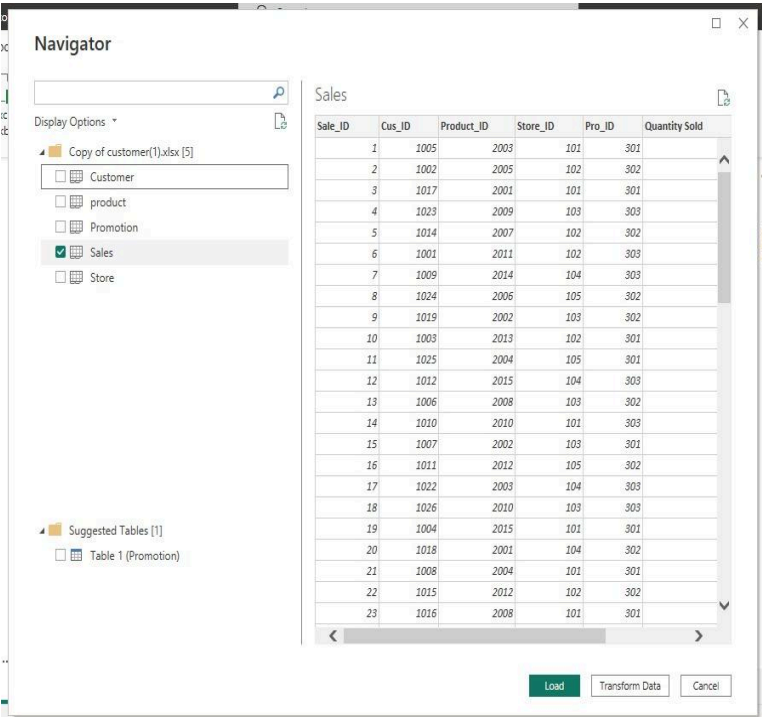 Navigator
Display Options
Copy of customer(1).xlsx [5]
Customer
product
Promotion
Sales
Store
Suggested Tables [1]
Table 1 (Promotion)
Sales
Sale_ID Cus_ID Product_ID Store_ID Pro_ID Quantity Sold
1 1005 2003 101 301
2 1002 2005 102 302
3 1017 2001 101 301
4 1023 2009 103 303
5 1014 2007 102 302
6 1001 2011 102 303
7 1009 2014 104 303
8 1024 2006 105 302
9 1019 2002 103 302
10 1003 2013 102 301
11 1025 2004 105 301
12 1012 2015 104 303
13 1006 2008 103 302
14 1010 2010 101 303
15 1007 2002 103 301
16 1011 2012 105 302
17 1022 2003 104 303
18 1026 2010 103 303
19 1004 2015 101 301
20 1018 2001 104 302
21 1008 2004 101 301
22 1015 2012 102 302
23 1016 2008 101 301
Load Transform Data Cancel